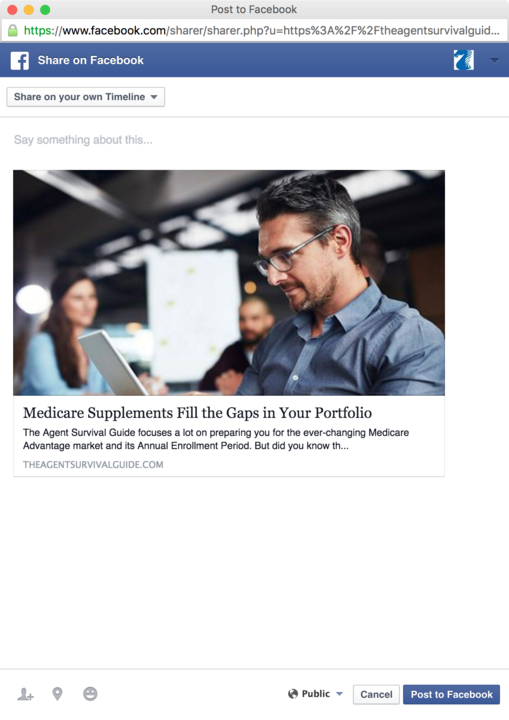 Post to Facebook
https://www.facebook.com/sharer/sharer.php?u=https%3A%2F%2Ftheagentsurvivalguid...
Share on Facebook
Share on your own Timeline
Say something about this...
Medicare Supplements Fill the Gaps in Your Portfolio
The Agent Survival Guide focuses a lot on preparing you for the ever-changing Medicare
Advantage market and its Annual Enrollment Period. But did you know th...
THEAGENTSURVIVALGUIDE.COM
Public
Cancel
Post to Facebook